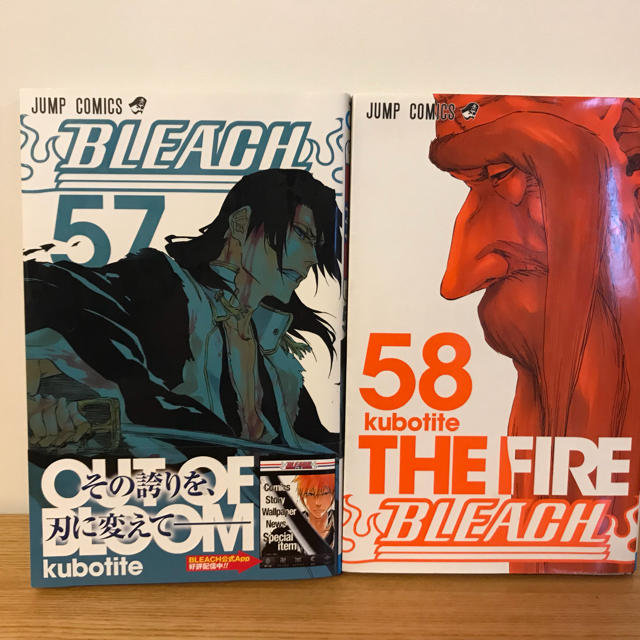 JUMP COMICS
BLEACH
57
OUT OF
BLOOM
その誇りを、
刃に変えて――
kubotite
BLEACH
Comics
Story
Wallpaper
News
Special
item
BLEACH公式App
好評配信中!!
JUMP COMICS
58
kubotite
THE FIRE
BLEACH